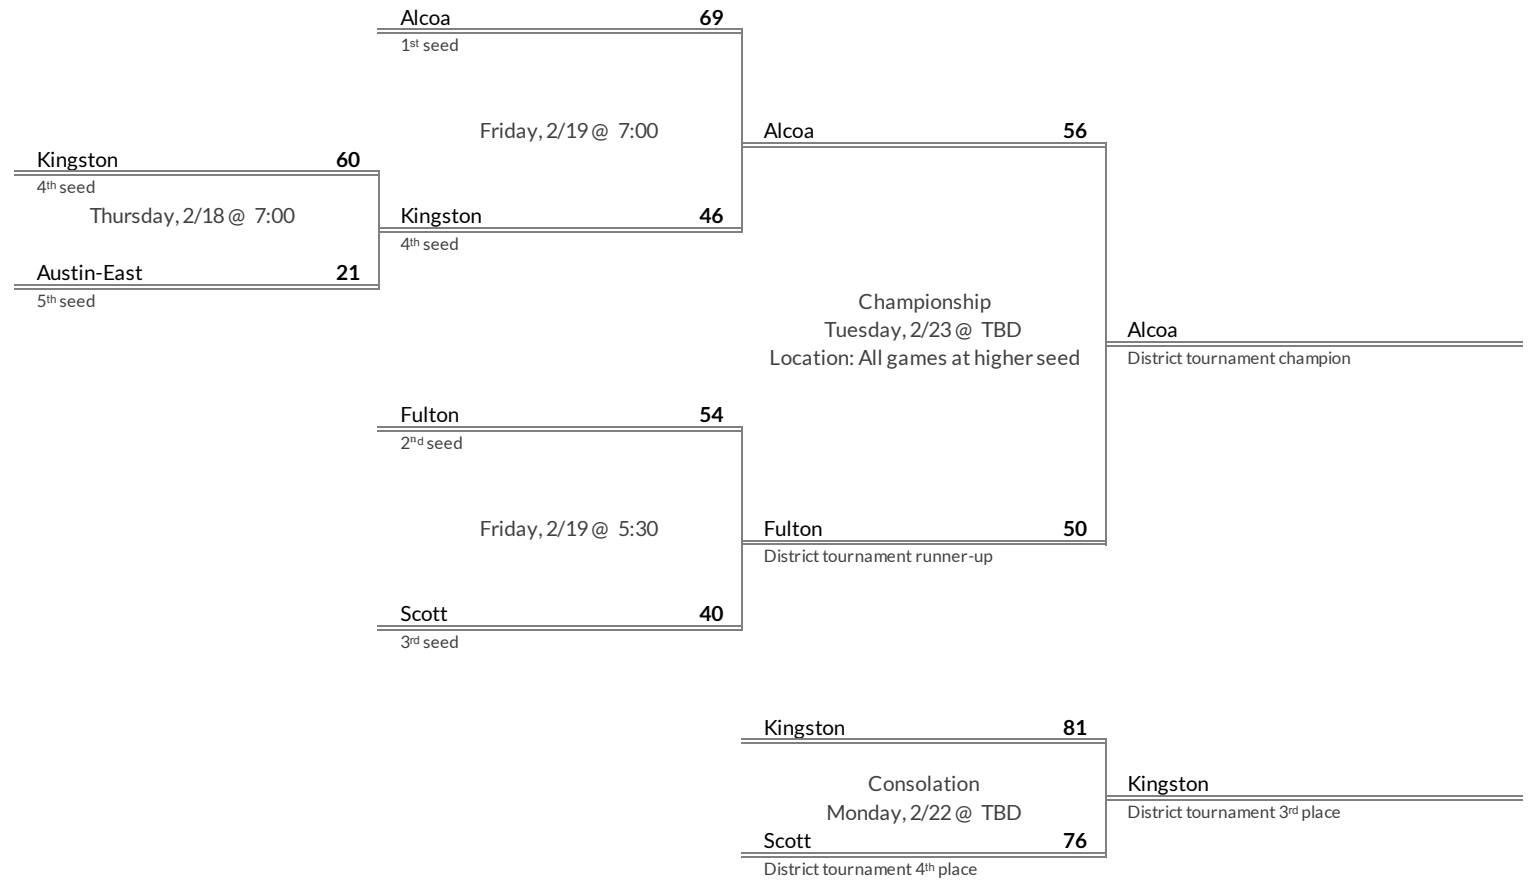 Alcoa 69
1st seed
Friday, 2/19 @ 7:00
Alcoa 56
Kingston 60
4th seed
Thursday, 2/18 @ 7:00
Kingston 46
4th seed
Austin-East 21
5th seed
Championship
Tuesday, 2/23 @ TBD
Location: All games at higher seed
Alcoa
District tournament champion
Fulton 54
2nd seed
Friday, 2/19 @ 5:30
Fulton 50
District tournament runner-up
Scott 40
3rd seed
Kingston 81
Consolation
Monday, 2/22 @ TBD
Kingston
District tournament 3rd place
Scott 76
District tournament 4th place